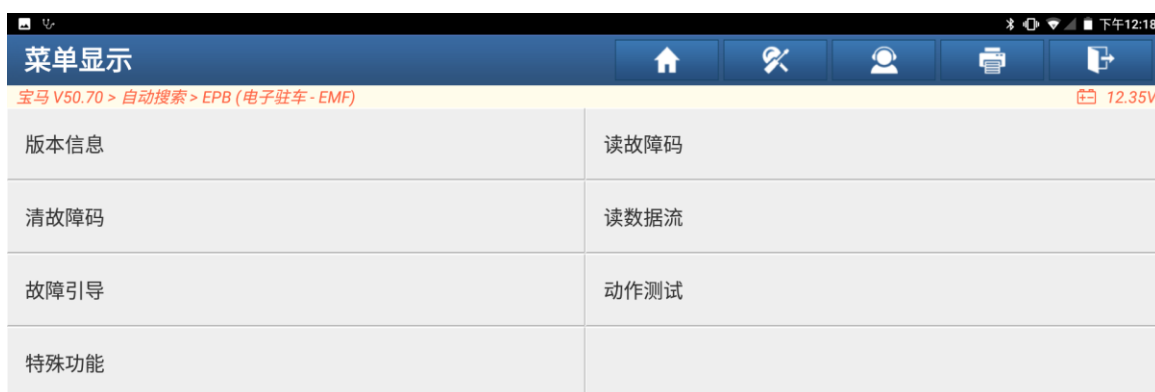 下午12:18
菜单显示
宝马 V50.70 > 自动搜索 > EPB (电子驻车 - EMF)
12.35V
版本信息
读故障码
清故障码
读数据流
故障引导
动作测试
特殊功能